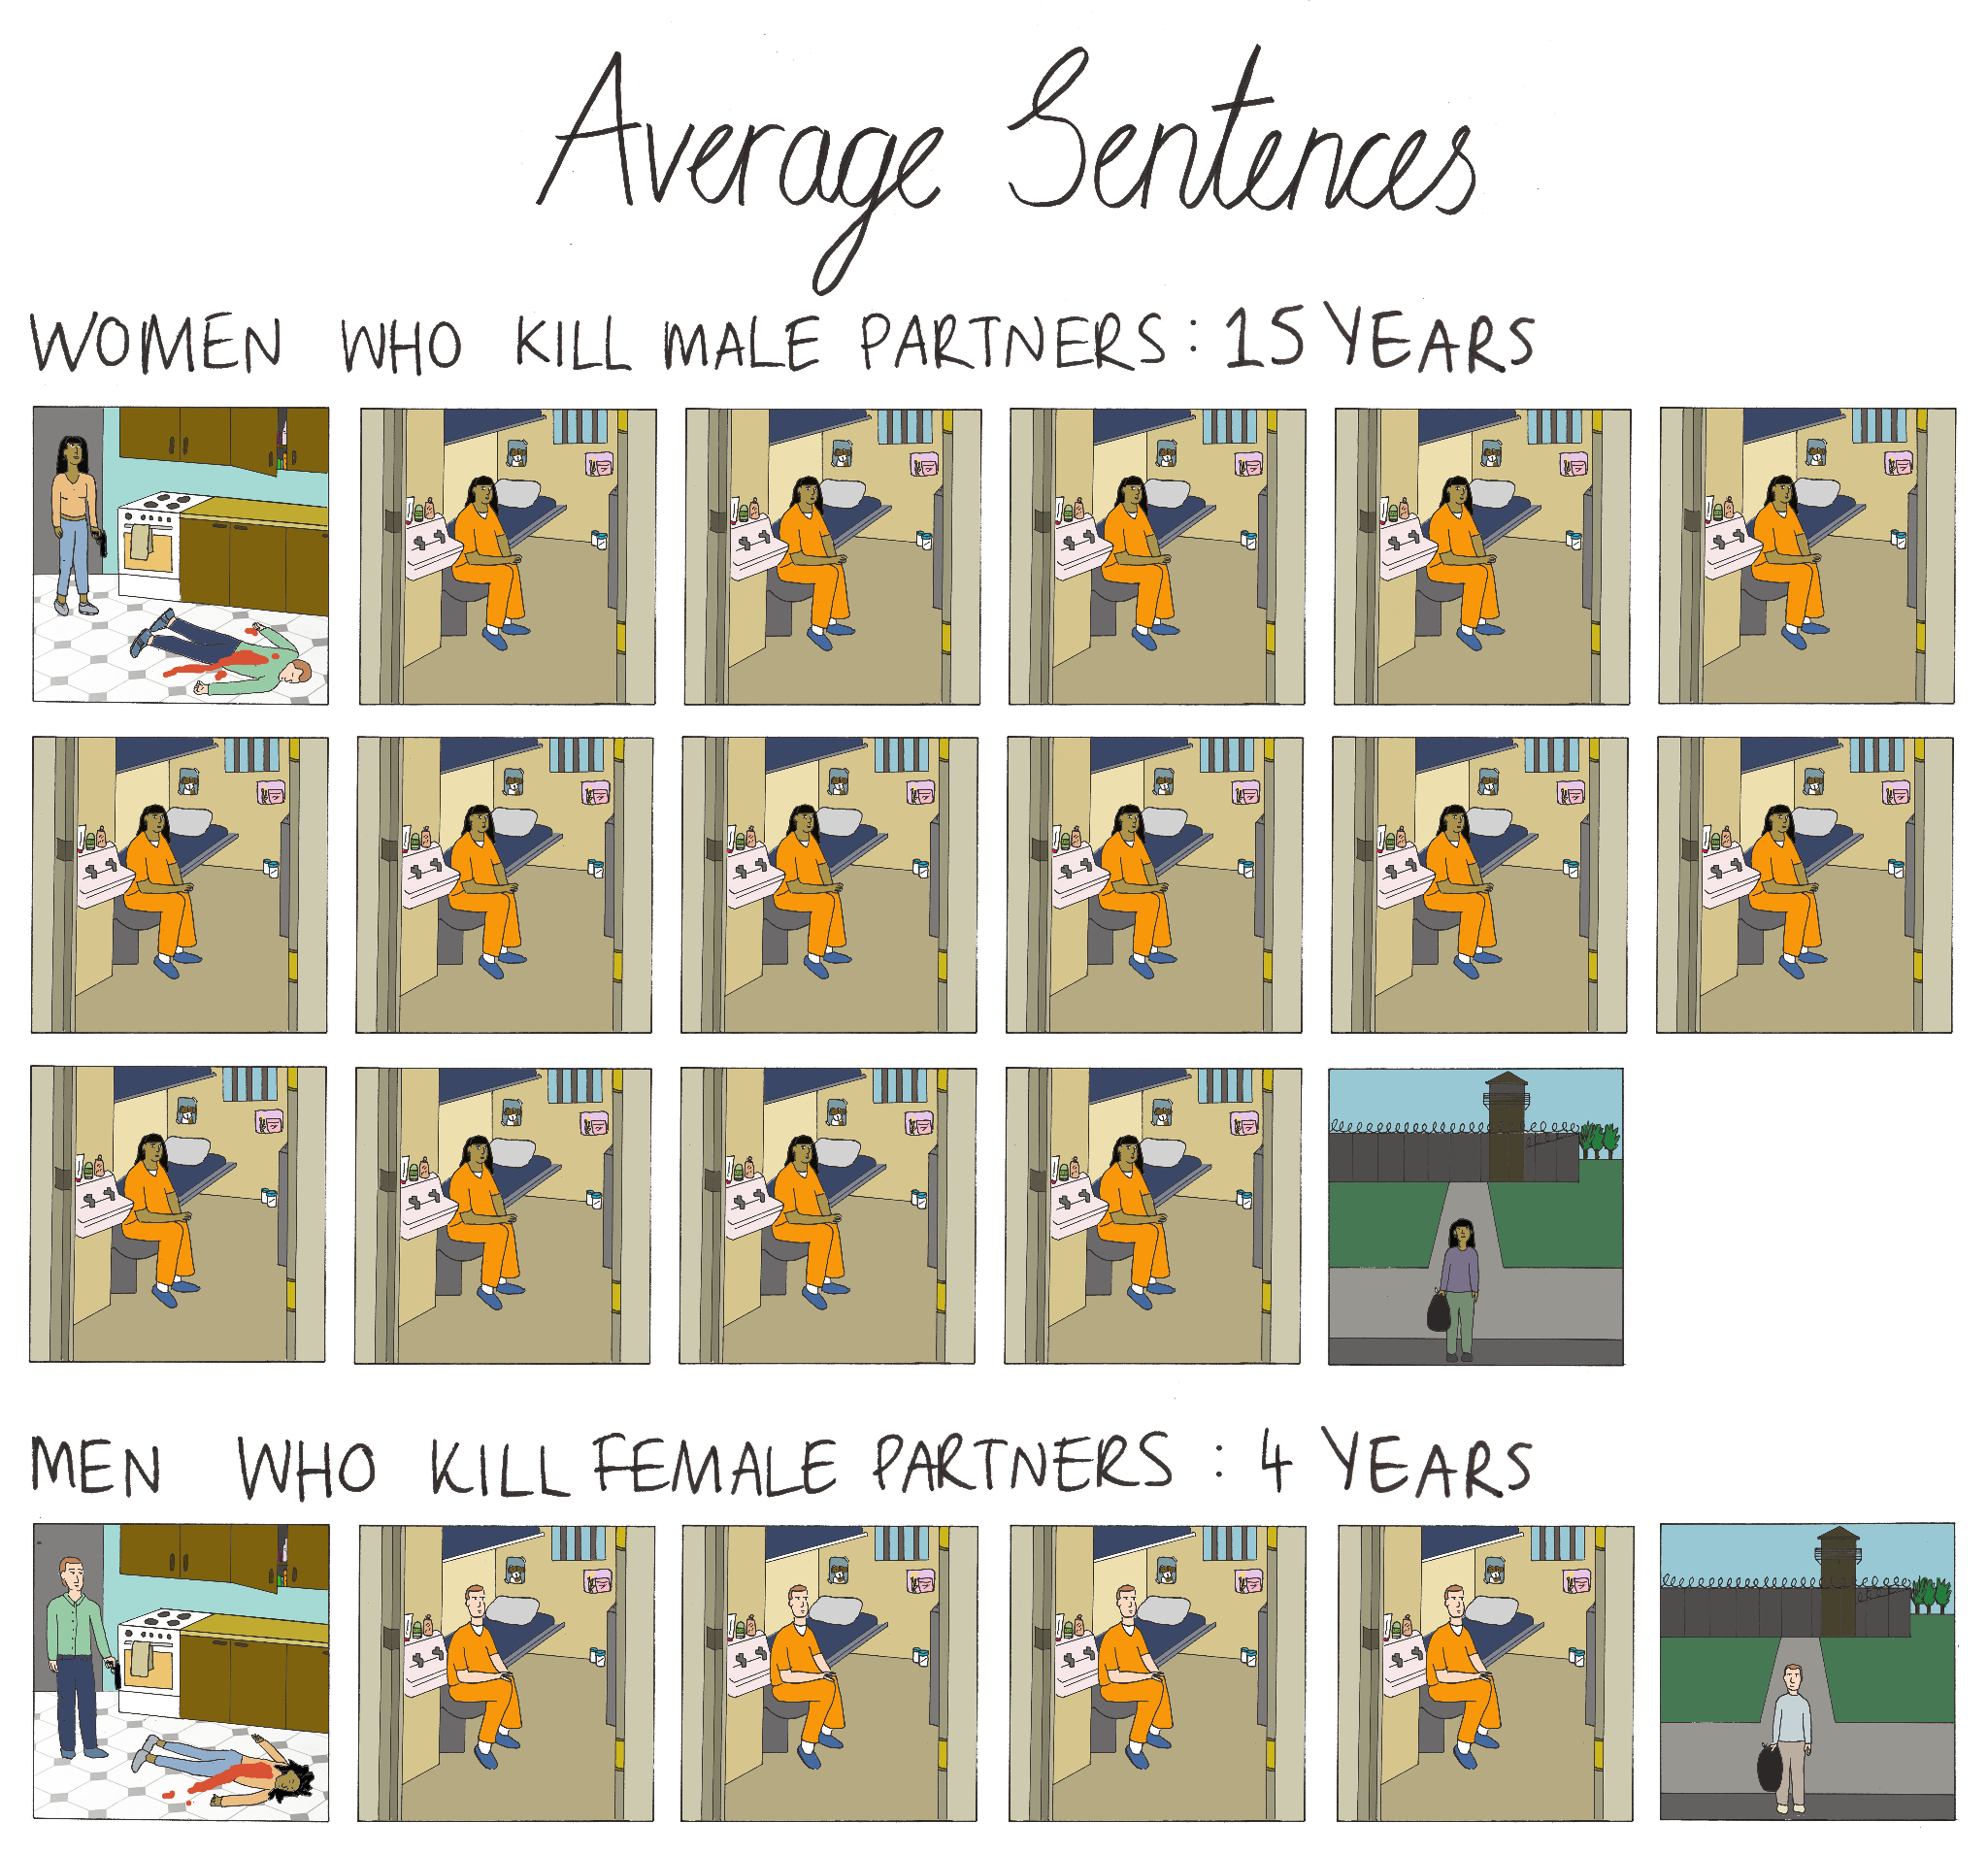 Average Sentences
WOMEN WHO KILL MALE PARTNERS: 15 YEARS
MEN WHO KILL FEMALE PARTNERS: 4 YEARS